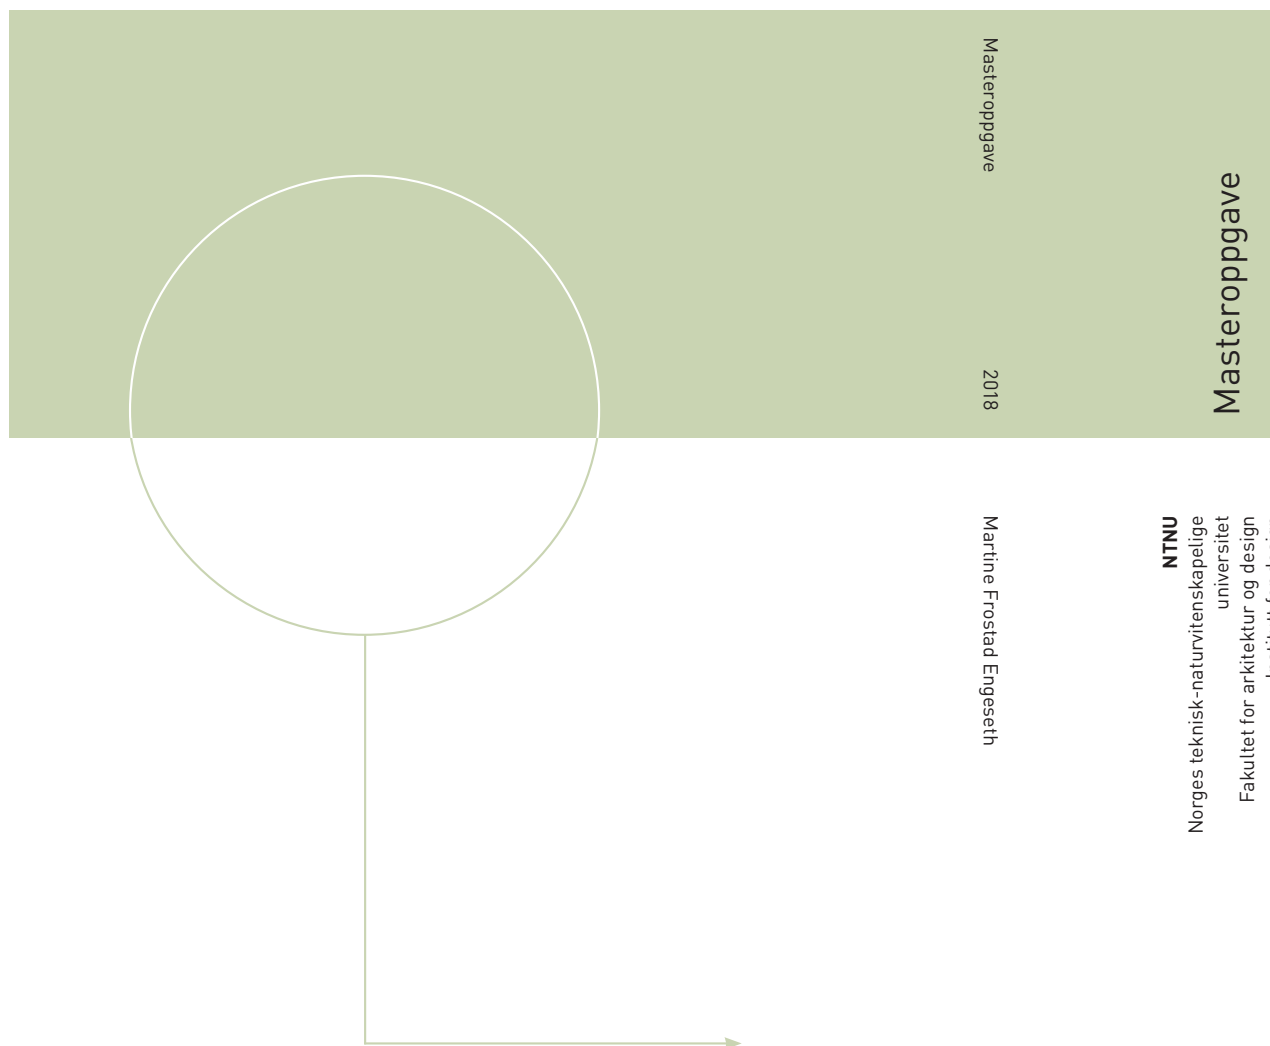 Masteroppgave
2018
Martine Frostad Engeseth
Masteroppgave
NTNU
Norges teknisk-naturvitenskapelige
universitet
Fakultet for arkitektur og design